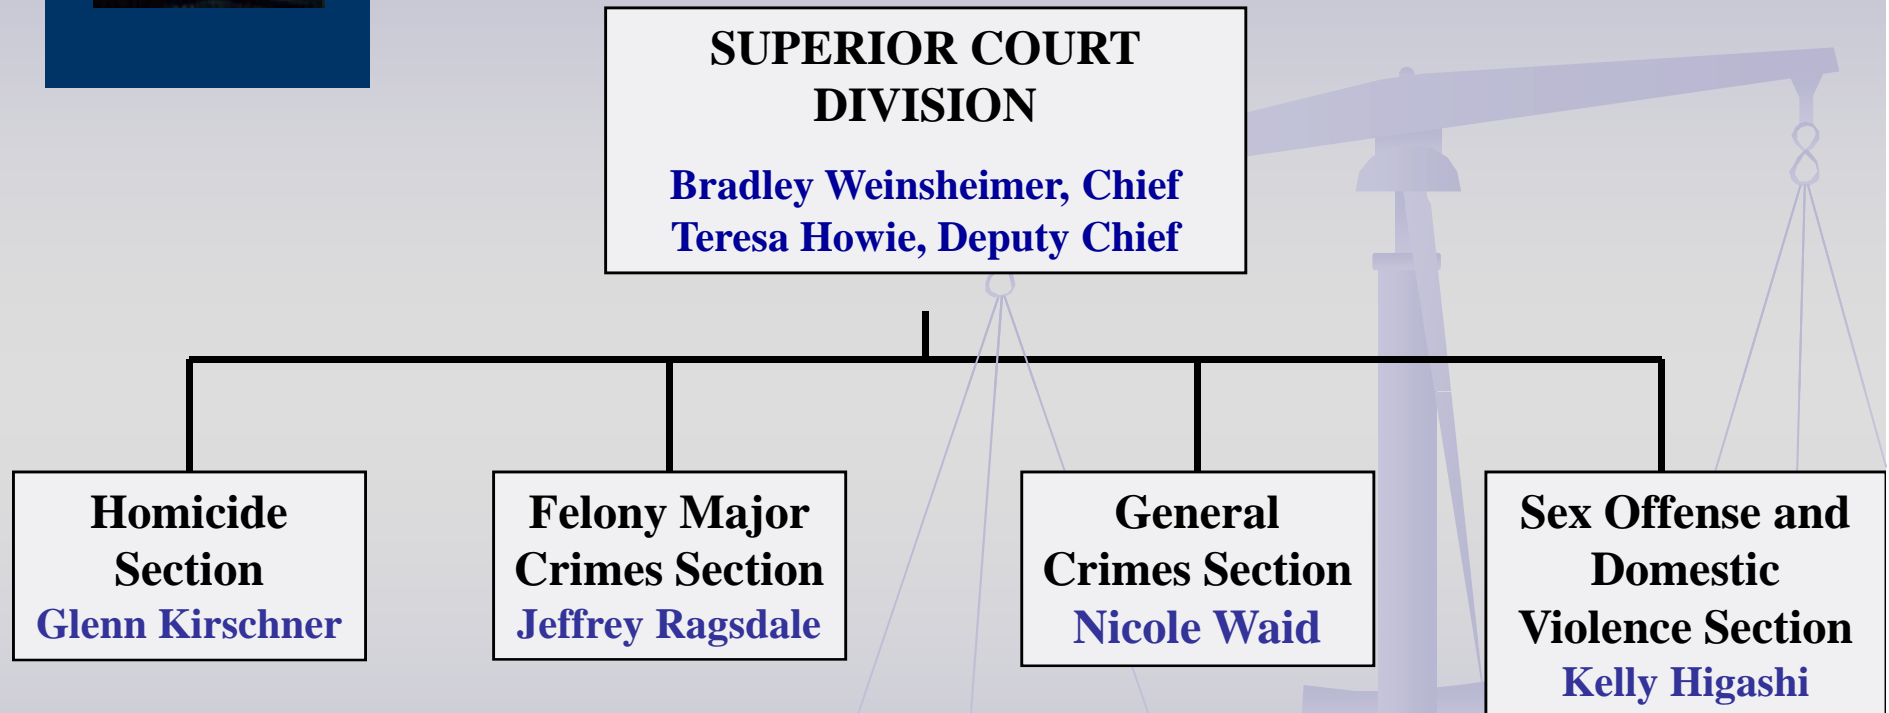 SUPERIOR COURT
DIVISION
Bradley Weinsheimer, Chief
Teresa Howie, Deputy Chief
Homicide
Section
Glenn Kirschner
Felony Major
Crimes Section
Jeffrey Ragsdale
General
Crimes Section
Nicole Waid
Sex Offense and
Domestic
Violence Section
Kelly Higashi